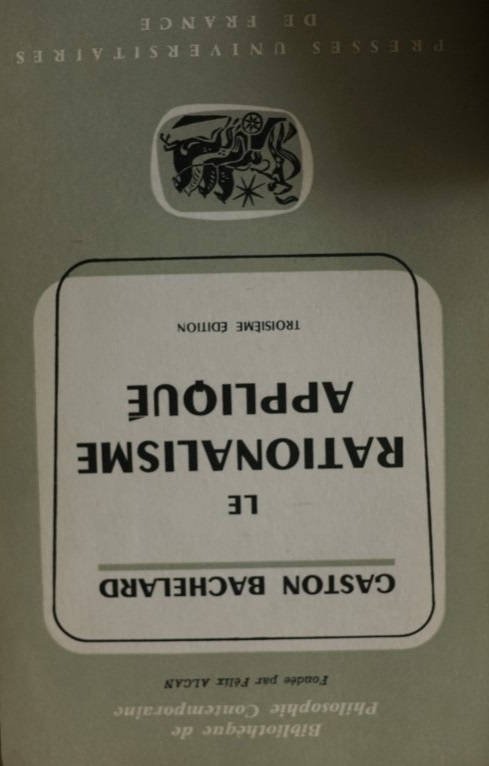 Bibliothèque de
Philosophie Contemporaine
Fondée par Félix ALCAN
GASTON BACHELARD
LE
RATIONALISME
APPLIQUÉ
TROISIÈME ÉDITION
PRESSES UNIVERSITAIRES
DE FRANCE